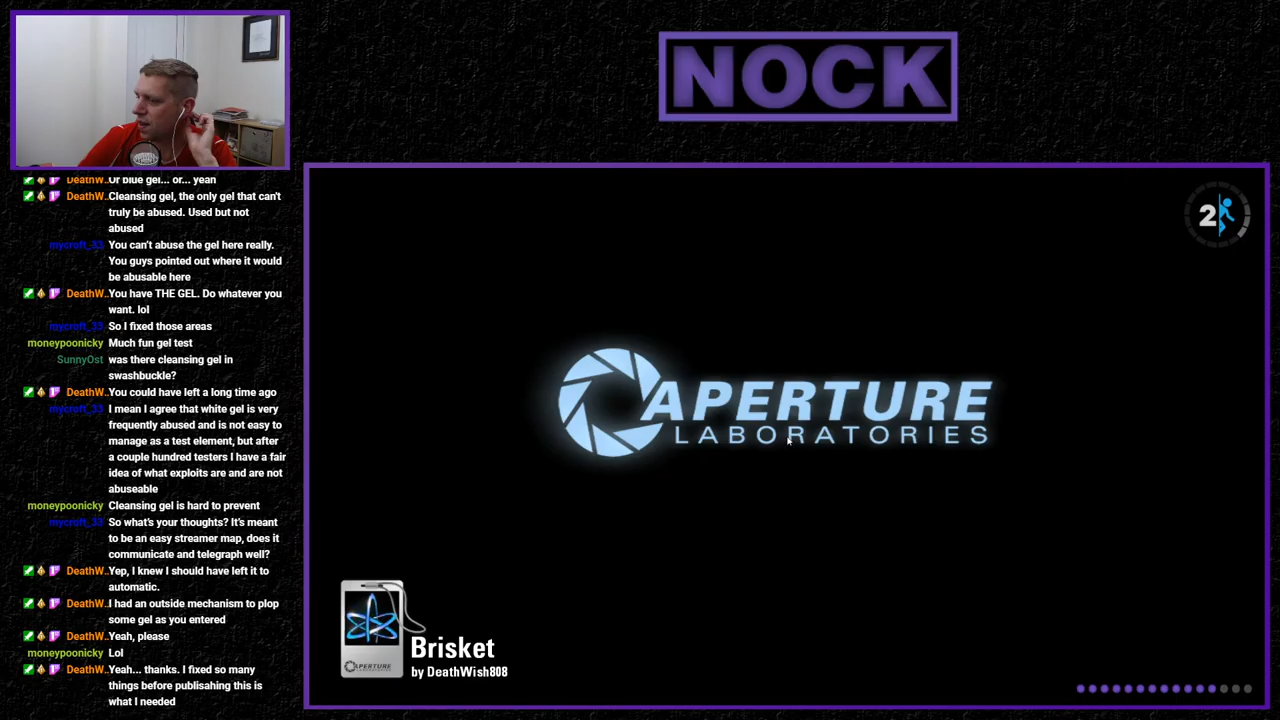 NOCK
DeathW..Or blue gel... or... yeah
DeathW..Cleansing gel, the only gel that can't
truly be abused. Used but not
abused
mycroft_33 You can't abuse the gel here really.
You guys pointed out where it would
be abusable here
DeathW..You have THE GEL. Do whatever you
want. lol
mycroft_33 So I fixed those areas
moneypoonicky Much fun gel test
SunnyOst was there cleansing gel in
swashbuckle?
DeathW..You could have left a long time ago
mycroft_33 I mean I agree that white gel is very
frequently abused and is not easy to
manage as a test element, but after
a couple hundred testers I have a fair
idea of what exploits are and are not
abuseable
moneypoonicky Cleansing gel is hard to prevent
mycroft_33 So what's your thoughts? It's meant
to be an easy streamer map, does it
communicate and telegraph well?
DeathW..Yep, I knew I should have left it to
automatic.
DeathW..I had an outside mechanism to plop
some gel as you entered
DeathW..Yeah, please
moneypoonicky Lol
DeathW..Yeah... thanks. I fixed so many
things before publisahing this is
what I needed
2
APERTURE
LABORATORIES
APERTURE
Brisket
by DeathWish808